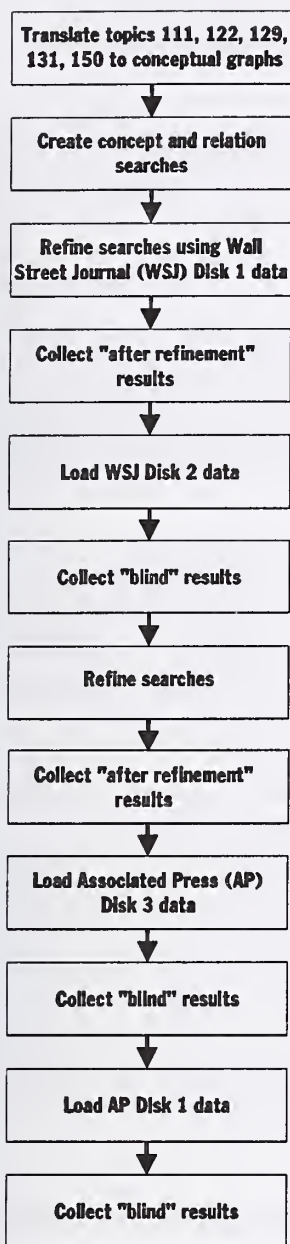 Translate topics 111, 122, 129,
131, 150 to conceptual graphs
Create concept and relation
searches
Refine searches using Wall
Street Journal (WSJ) Disk 1 data
Collect "after refinement"
results
Load WSJ Disk 2 data
Collect "blind" results
Refine searches
Collect "after refinement"
results
Load Associated Press (AP)
Disk 3 data
Collect "blind" results
Load AP Disk 1 data
Collect "blind" results